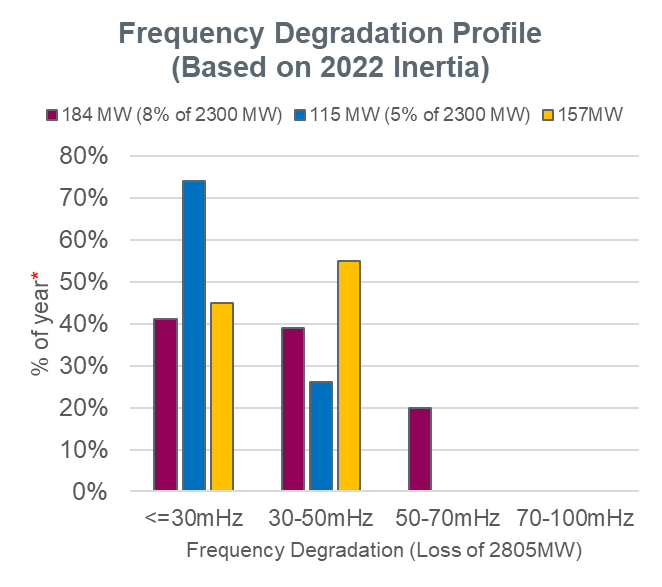 Frequency Degradation Profile
(Based on 2022 Inertia)
184 MW (8% of 2300 MW) 115 MW (5% of 2300 MW) 157MW
80%
70%
60%
50%
40%
30%
20%
10%
0%
% of year*
<=30mHz 30-50mHz 50-70mHz 70-100mHz
Frequency Degradation (Loss of 2805MW)